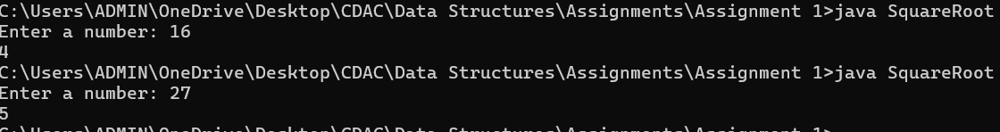 C:\Users\ADMIN\OneDrive\Desktop\CDAC\Data Structures\Assignments\Assignment 1>java SquareRoot
Enter a number: 16
4
C:\Users\ADMIN\OneDrive\Desktop\CDAC\Data Structures\Assignments\Assignment 1>java SquareRoot
Enter a number: 27
5
C:\Users\ADMIN\OneDrive\Desktop\CDAC\Data Structures\Assignments\Assignment 1>